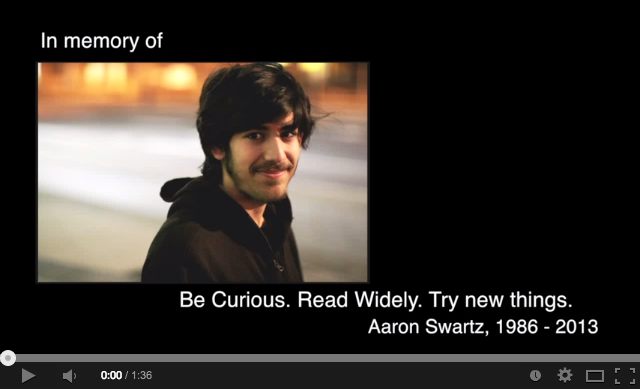 In memory of
Be Curious. Read Widely. Try new things.
Aaron Swartz, 1986 - 2013
0:00 / 1:36